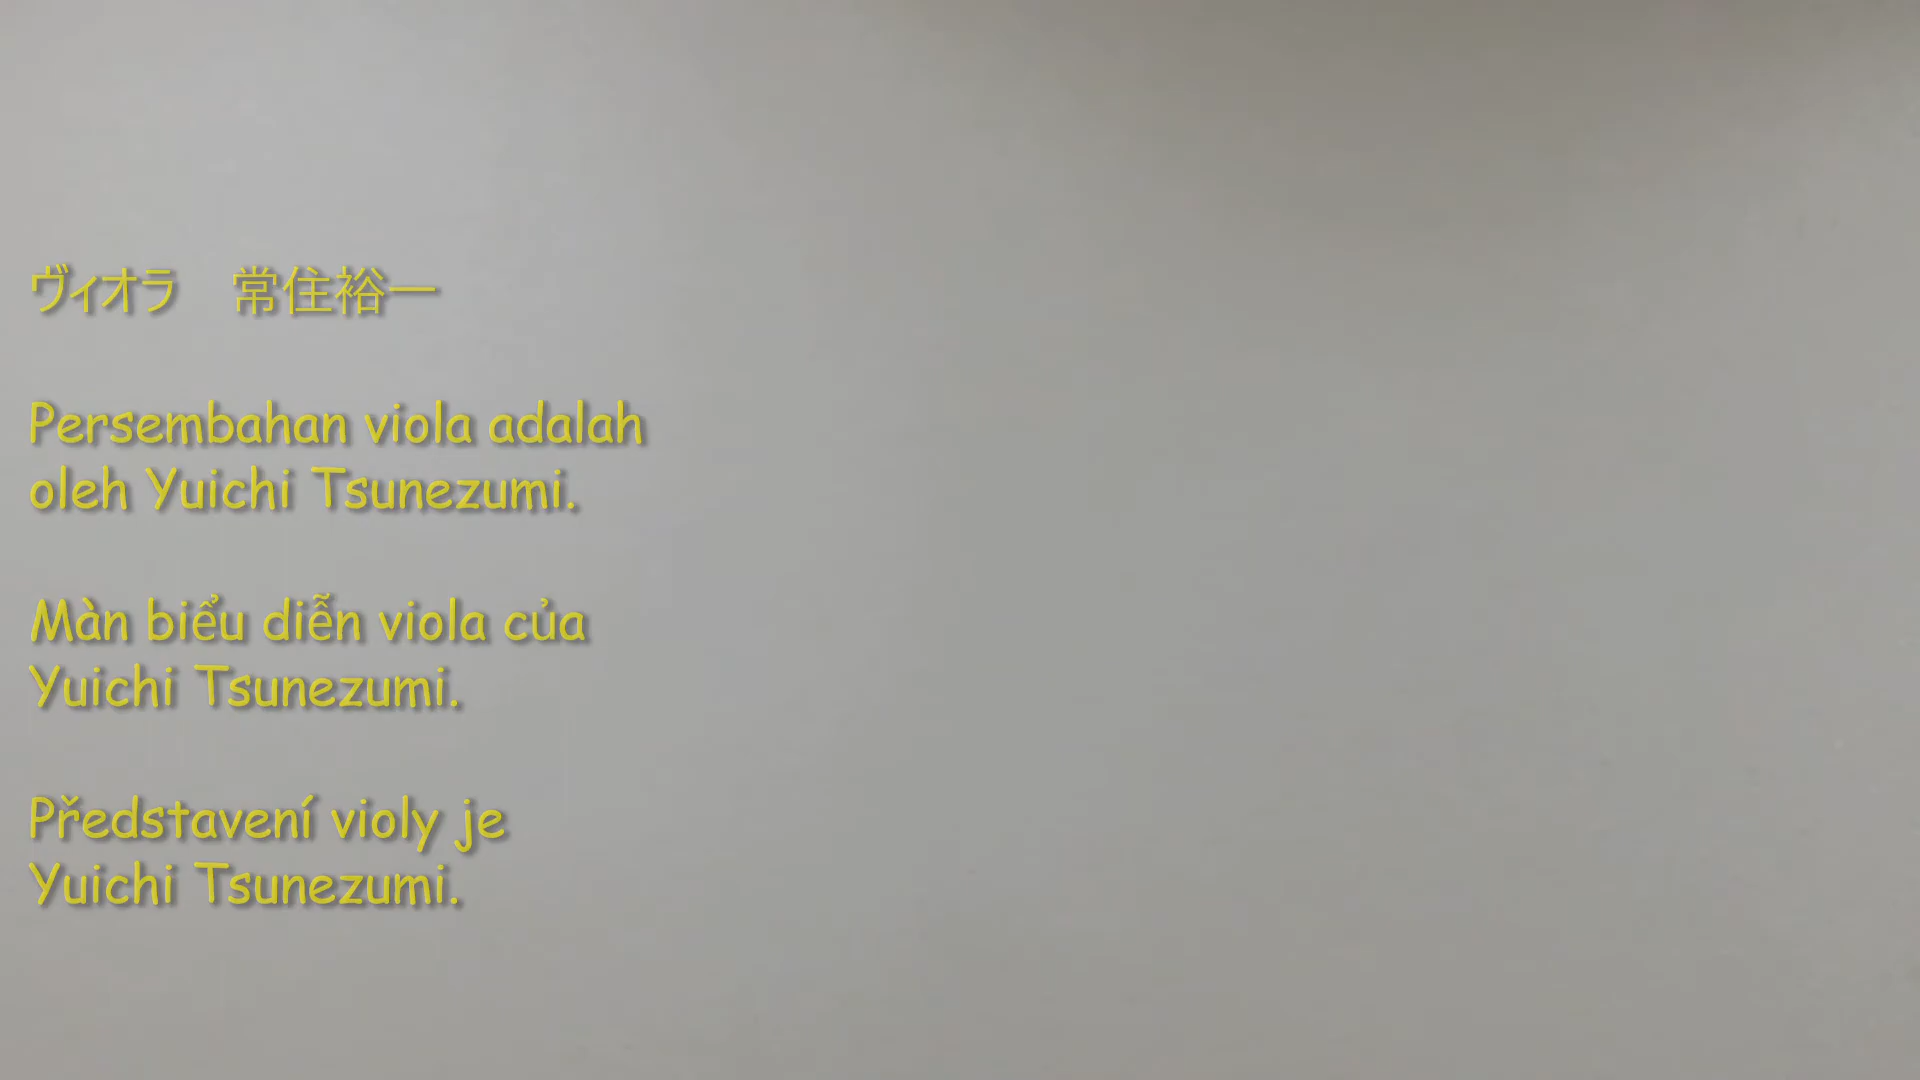 ヴィオラ　常住裕一
Persembahan viola adalah
oleh Yuichi Tsunezumi.
Màn biểu diễn viola của
Yuichi Tsunezumi.
Představení violy je
Yuichi Tsunezumi.